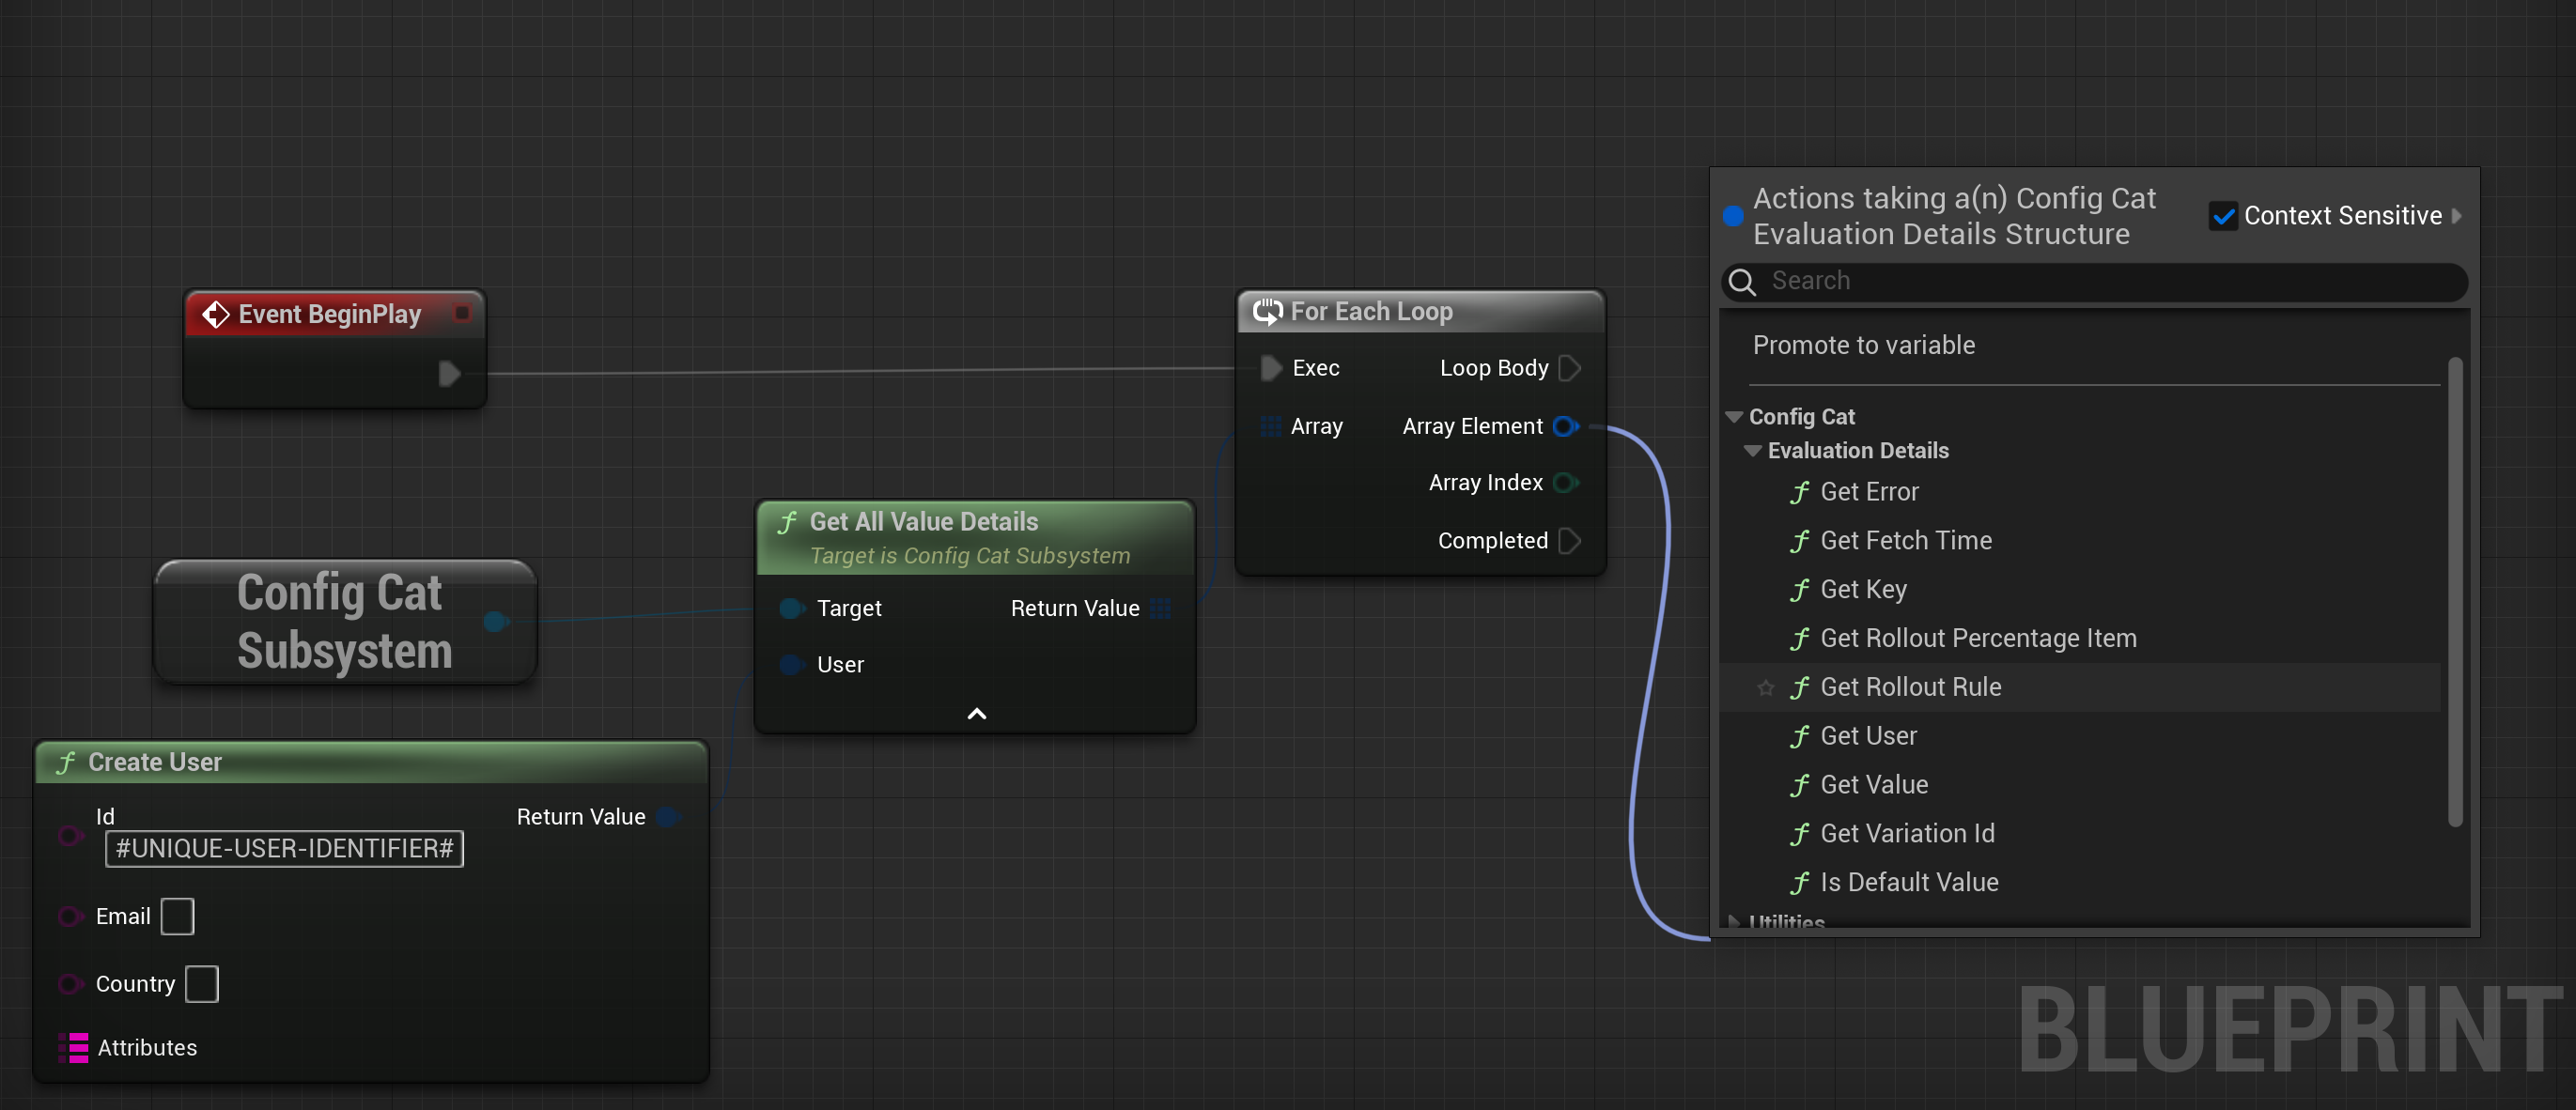 Event BeginPlay
Config Cat
Subsystem
Create User
Id
#UNIQUE-USER-IDENTIFIER#
Return Value
Email
Country
Attributes
Get All Value Details
Target is Config Cat Subsystem
Target
Return Value
User
For Each Loop
Exec
Loop Body
Array
Array Element
Array Index
Completed
Actions taking a(n) Config Cat
Evaluation Details Structure
Context Sensitive
Search
Promote to variable
Config Cat
Evaluation Details
Get Error
Get Fetch Time
Get Key
Get Rollout Percentage Item
Get Rollout Rule
Get User
Get Value
Get Variation Id
Is Default Value
Utilities
BLUEPRINT